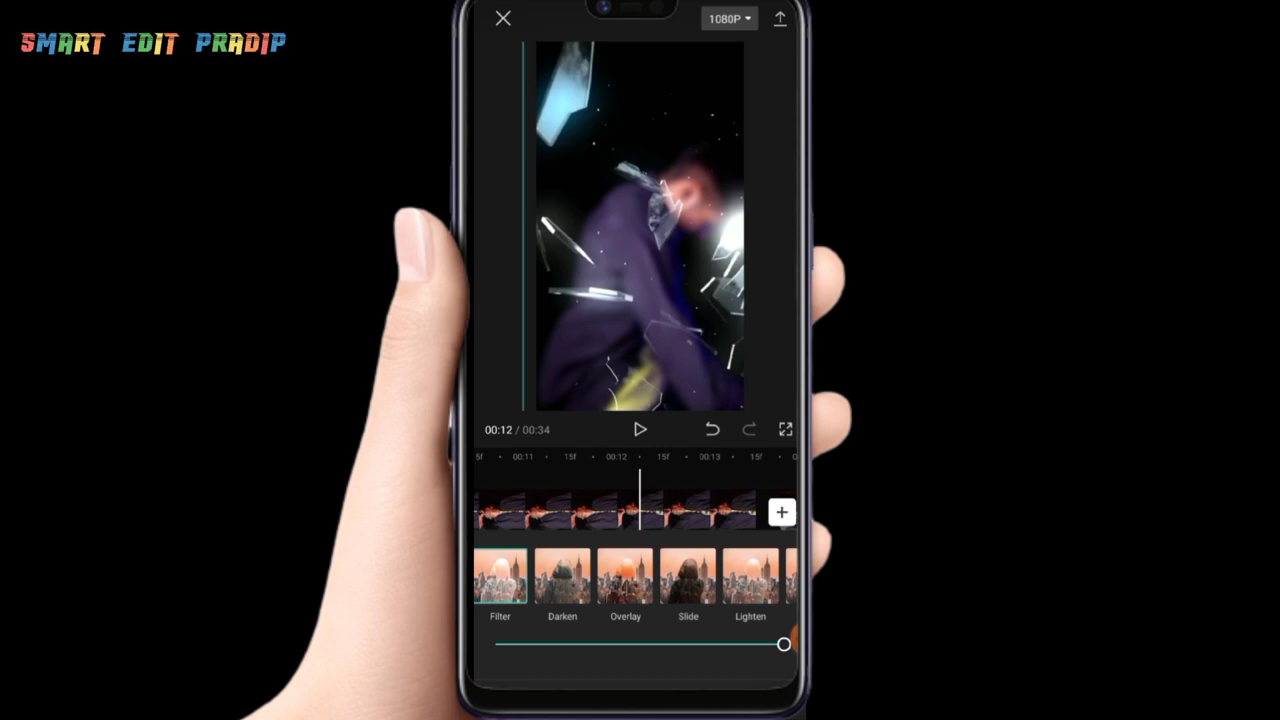 SMART EDIT PRADIP
1080P
00:12 / 00:34
5f 00:11 15f 00:12 15f 00:13 15f
Filter Darken Overlay Slide Lighten